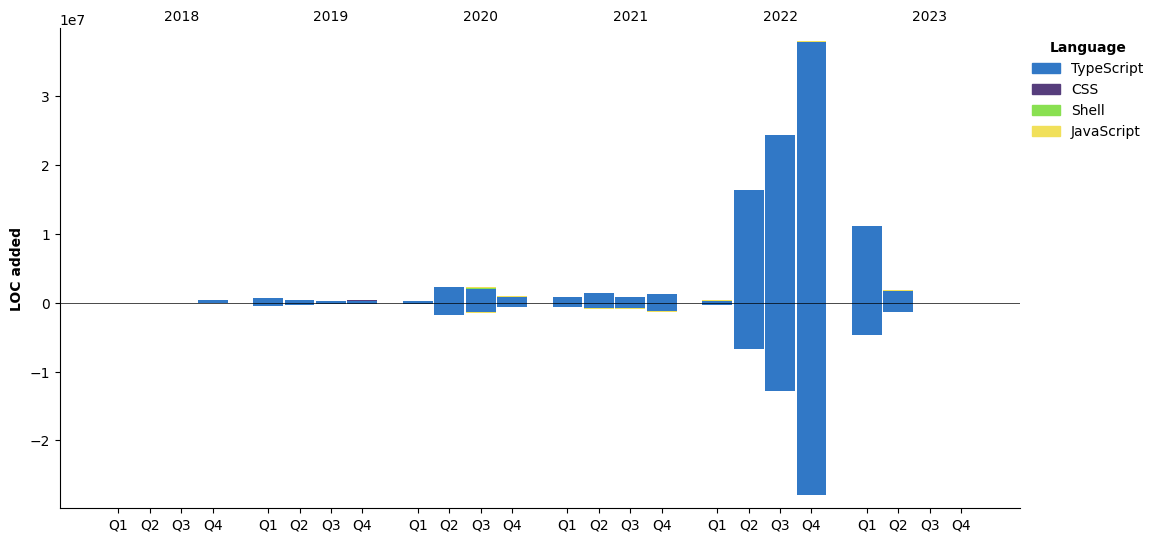 1e7
2018 2019 2020 2021 2022 2023
Language
TypeScript
CSS
Shell
JavaScript
LOC added
3
2
1
0
−1
−2
Q1 Q2 Q3 Q4 Q1 Q2 Q3 Q4 Q1 Q2 Q3 Q4 Q1 Q2 Q3 Q4 Q1 Q2 Q3 Q4 Q1 Q2 Q3 Q4